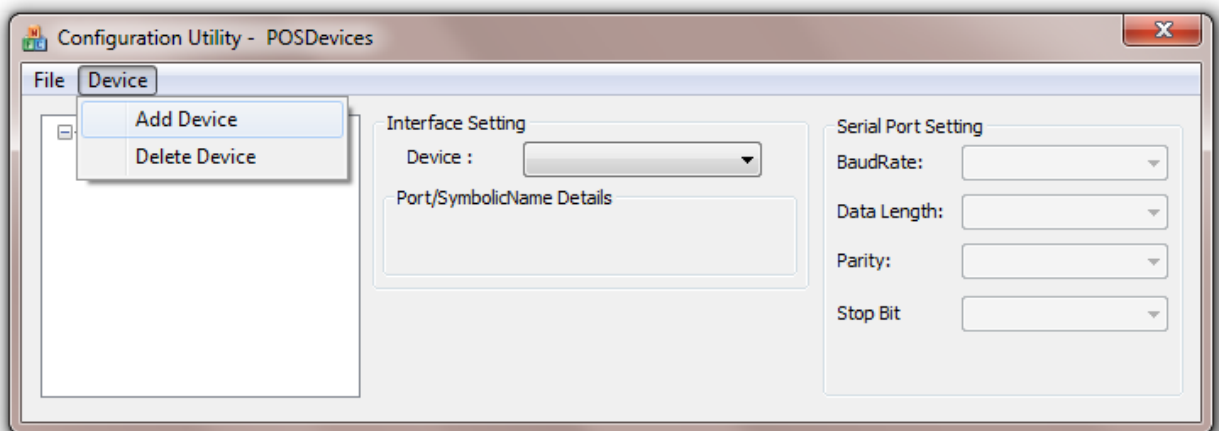 Configuration Utility - POSDevices
File Device
Add Device
Delete Device
Interface Setting
Device :
Port/SymbolicName Details
Serial Port Setting
BaudRate:
Data Length:
Parity:
Stop Bit